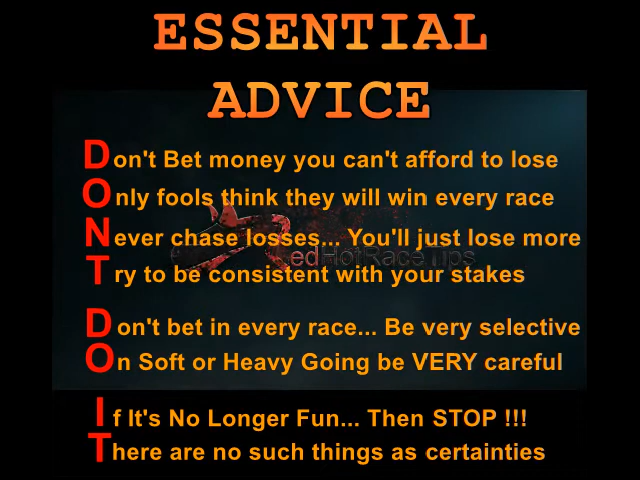 ESSENTIAL
ADVICE
Don't Bet money you can't afford to lose
Only fools think they will win every race
Never chase losses... You'll just lose more
RedHotRaceTips
Try to be consistent with your stakes
Don't bet in every race... Be very selective
On Soft or Heavy Going be VERY careful
If It's No Longer Fun... Then STOP !!!
There are no such things as certainties